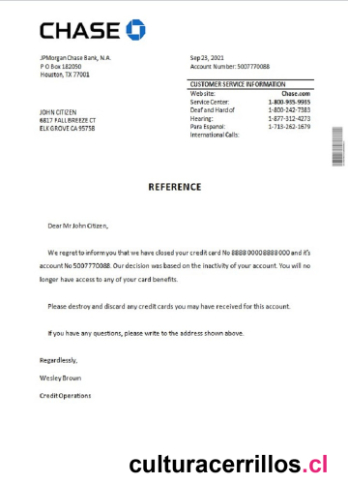 CHASE
JPMorgan Chase Bank, N.A.
P O Box 182050
Houston, TX 77001
Sep 23, 2021
Account Number: 5007770088
CUSTOMER SERVICE INFORMATION
Web site: Chase.com
Service Center: 1-800-935-9935
Deaf and Hard of 1-800-242-7383
Hearing: 1-877-312-4273
Para Espanol: 1-713-262-1679
International Calls:
JOHN CITIZEN
6817 FALLBREEZE CT
ELK GROVE CA 95758
REFERENCE
Dear Mr John Citizen,
We regret to inform you that we have closed your credit card No 8888 0000 8888 000 and it's
account No 5007770088. Our decision was based on the inactivity of your account. You will no
longer have access to any of your card benefits.
Please destroy and discard any credit cards you may have received for this account.
If you have any questions, please write to the address shown above.
Regardlessly,
Wesley Brown
Credit Operations
culturacerrillos.cl